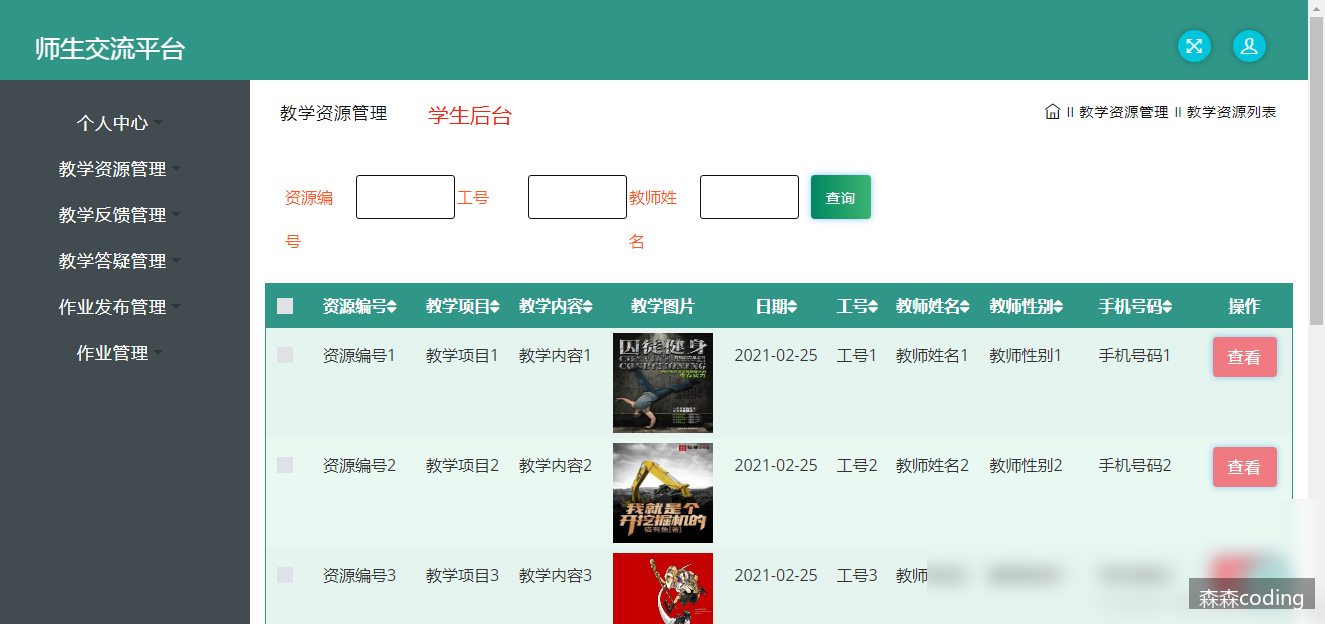 师生交流平台
个人中心
教学资源管理
教学反馈管理
教学答疑管理
作业发布管理
作业管理
教学资源管理 学生后台
\\ 教学资源管理 \\ 教学资源列表
资源编号 工号 教师姓名 查询
资源编号 教学项目 教学内容 教学图片 日期 工号 教师姓名 教师性别 手机号码 操作
资源编号1 教学项目1 教学内容1 2021-02-25 工号1 教师姓名1 教师性别1 手机号码1 查看
囚徒健身
CONDITIONING
资源编号2 教学项目2 教学内容2 2021-02-25 工号2 教师姓名2 教师性别2 手机号码2 查看
我就是个
开挖掘机的
资源编号3 教学项目3 教学内容3 2021-02-25 工号3 教师
森森coding